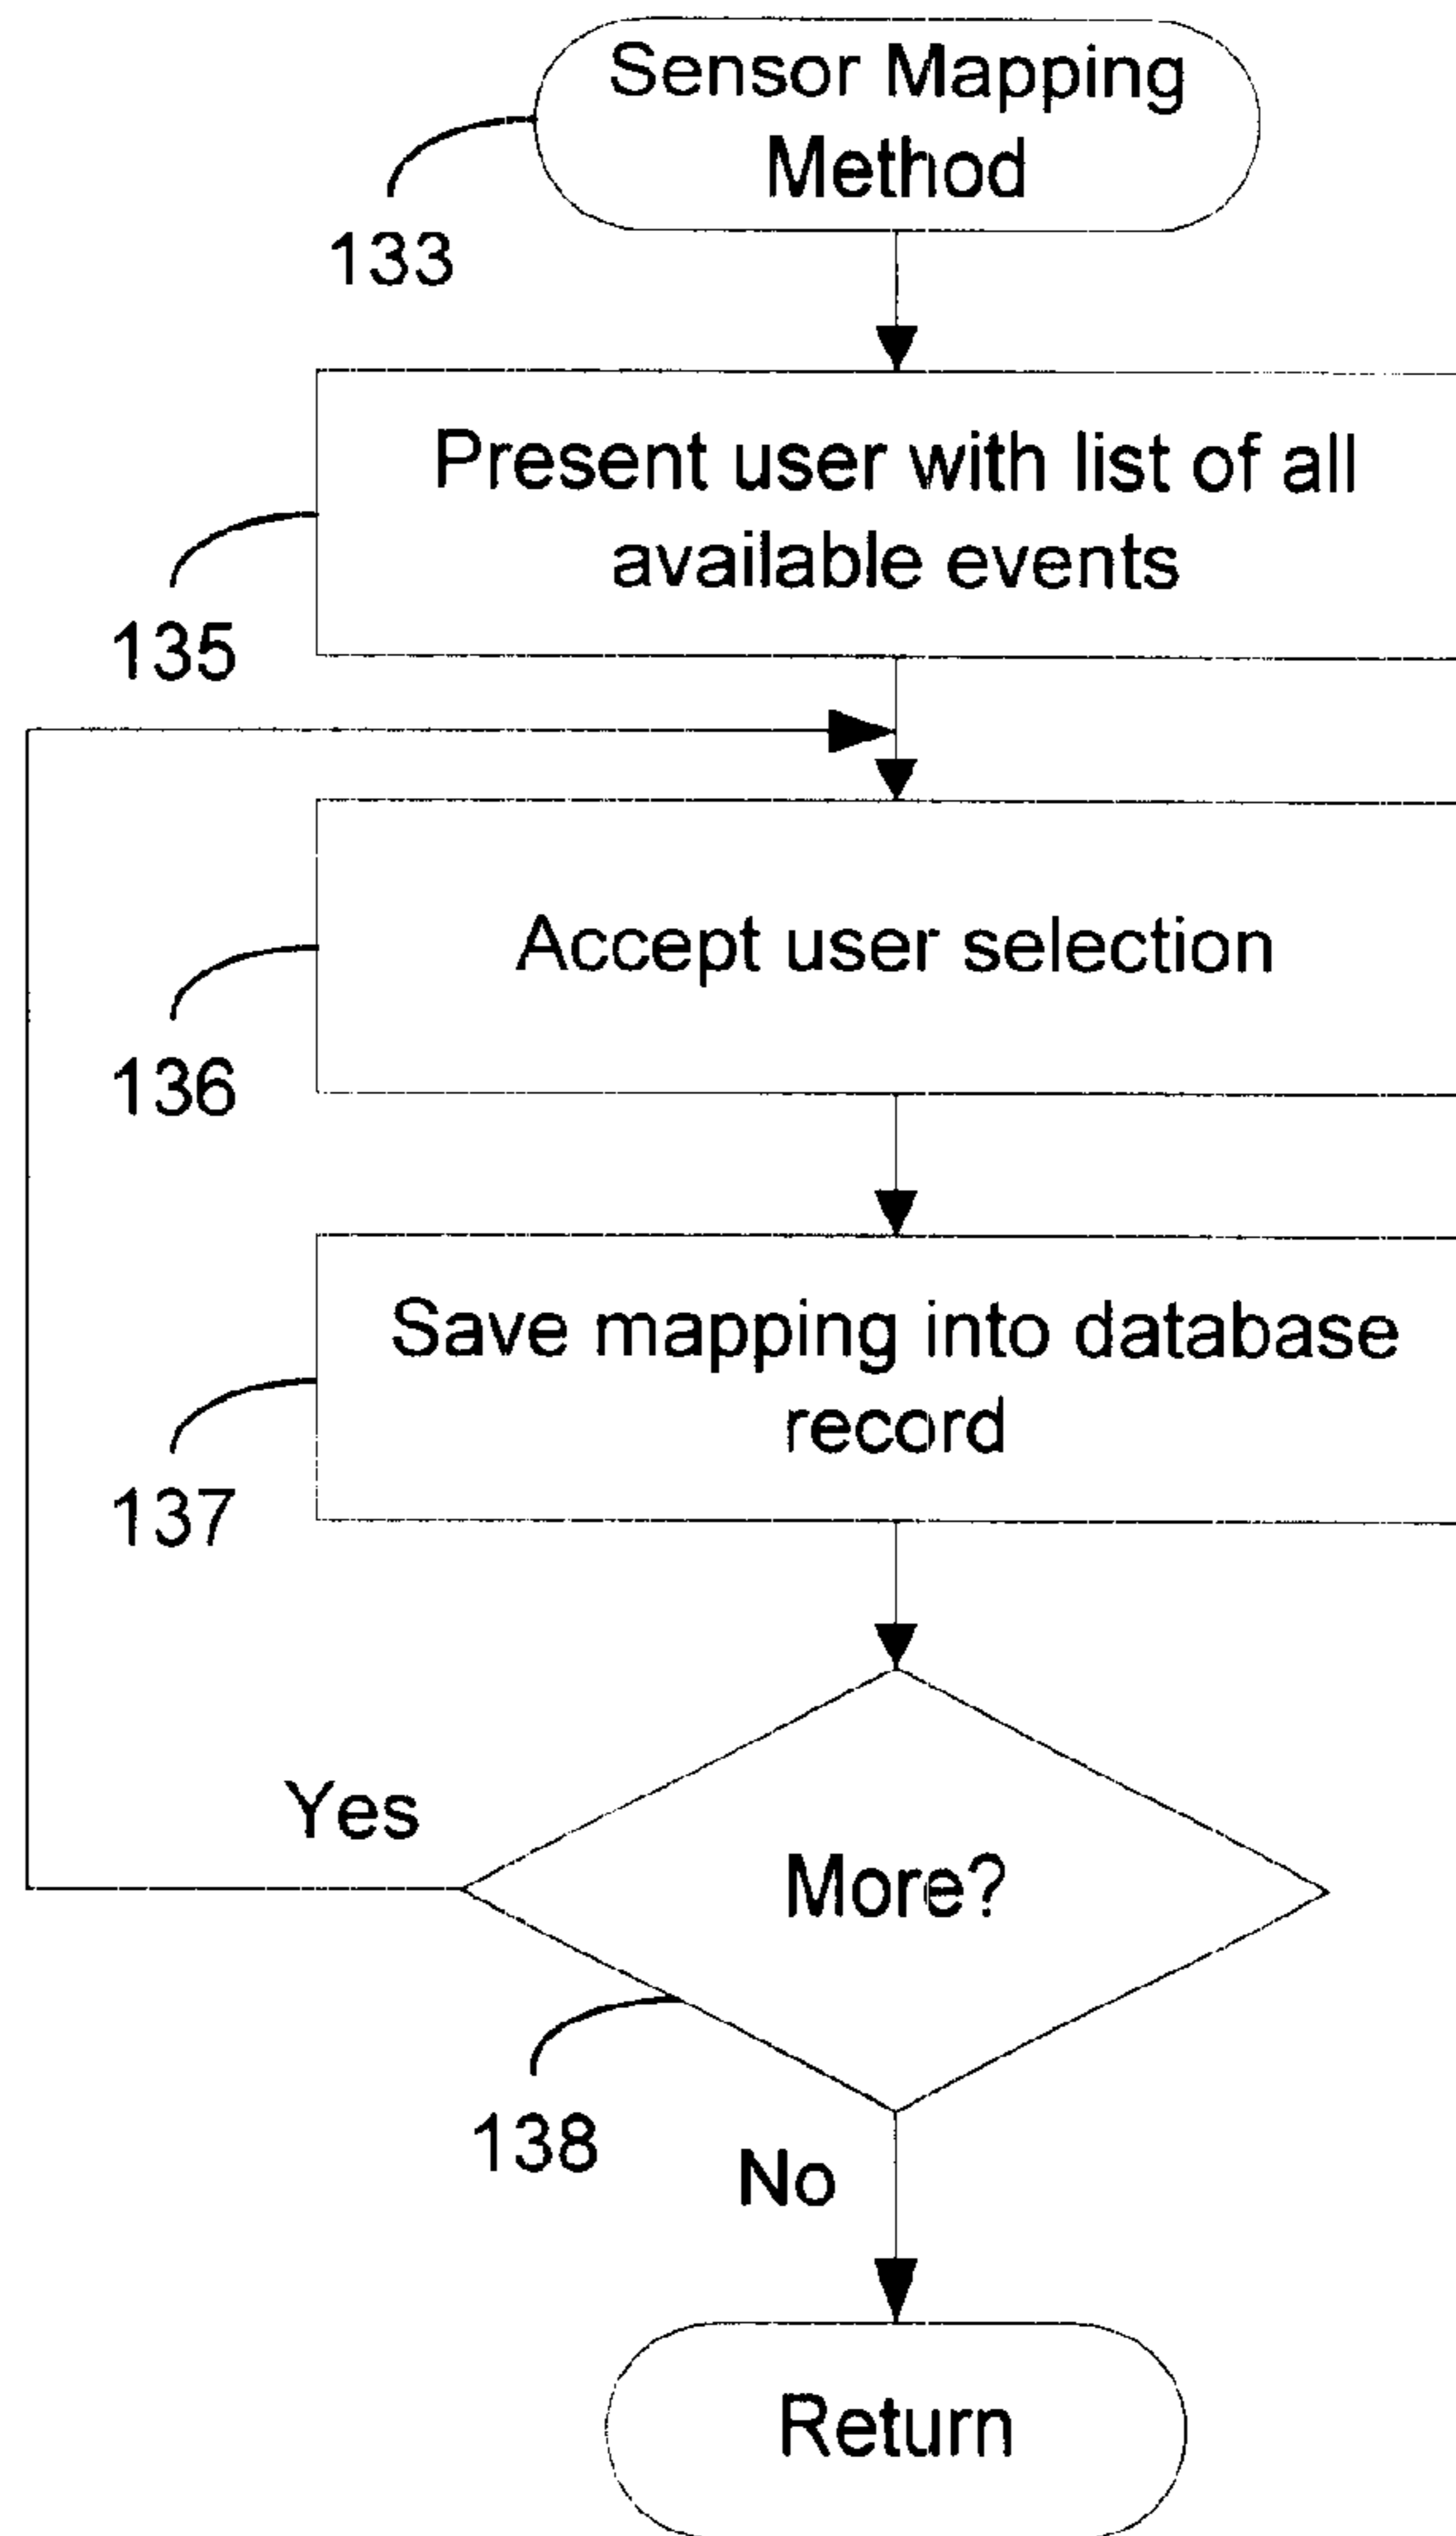 Sensor Mapping
Method
133
Present user with list of all
available events
135
Accept user selection
136
Save mapping into database
record
137
Yes
More?
138
No
Return